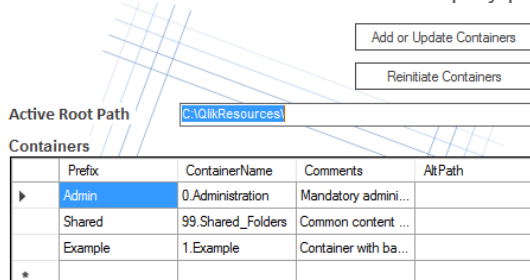 Add or Update Containers
Reinitiate Containers
Active Root Path C:\QlikResources\
Containers
Prefix ContainerName Comments AltPath
Admin 0.Administration Mandatory admini...
Shared 99.Shared_Folders Common content ...
Example 1.Example Container with ba...
*